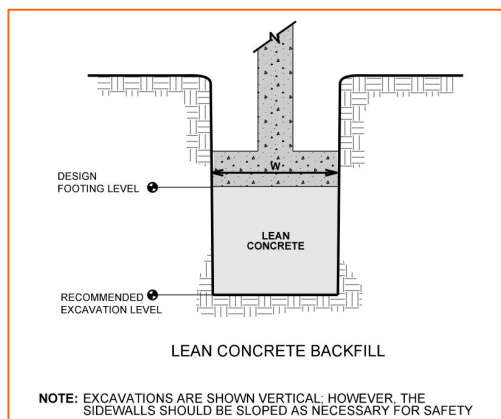 W
DESIGN
FOOTING LEVEL
LEAN
CONCRETE
RECOMMENDED
EXCAVATION LEVEL
LEAN CONCRETE BACKFILL
NOTE: EXCAVATIONS ARE SHOWN VERTICAL; HOWEVER, THE
SIDEWALLS SHOULD BE SLOPED AS NECESSARY FOR SAFETY